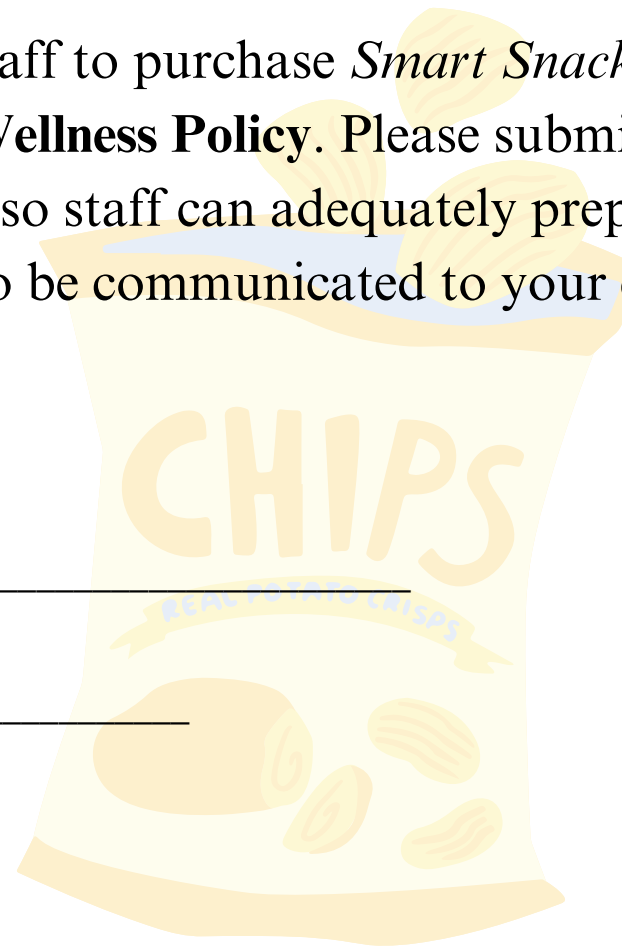 aff to purchase Smart Snack
Wellness Policy. Please submi
so staff can adequately prep
o be communicated to your
CHIPS
REAL POTATO CRISPS